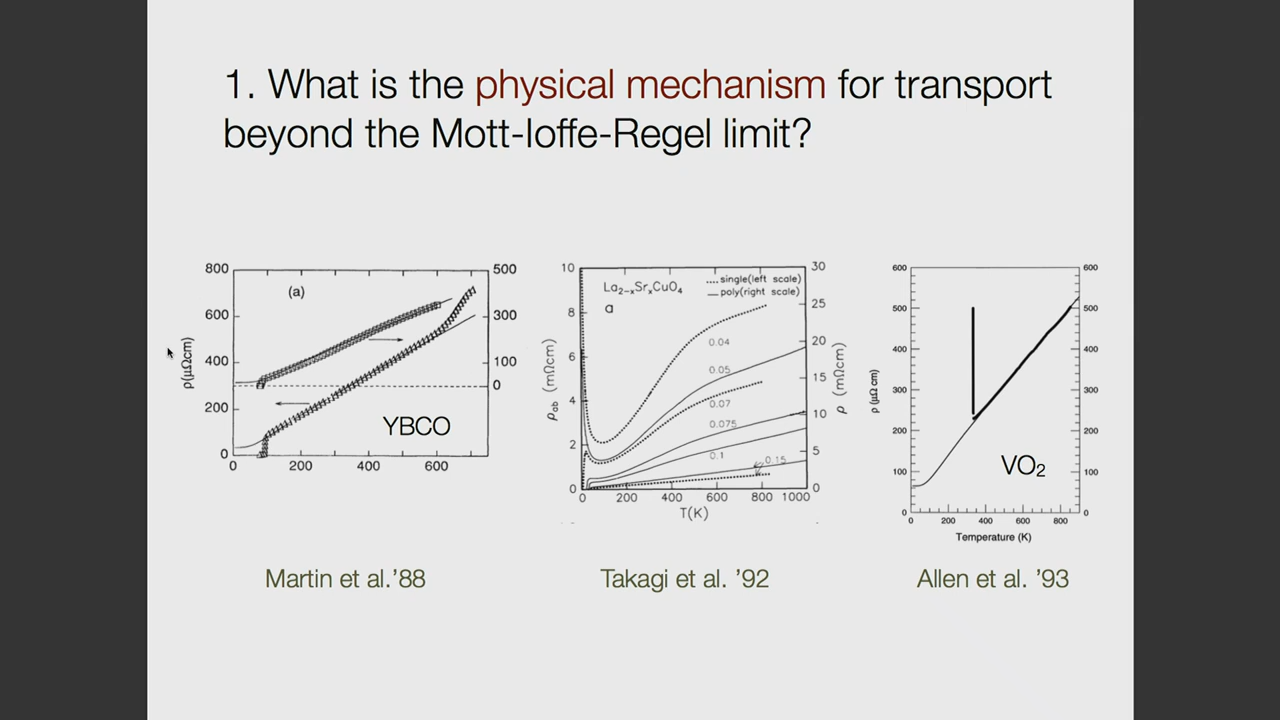 1. What is the physical mechanism for transport
beyond the Mott-Ioffe-Regel limit?
800
600
400
200
0
ρ(μΩcm)
(a)
500
300
100
0
YBCO
0 200 400 600
10
8
6
4
2
0
ρab (mΩcm)
La2-xSrxCuO4
a
single(left scale)
poly(right scale)
0.04
0.05
0.07
0.075
0.1
0.15
30
25
20
15
10
5
0
ρ (mΩcm)
0 200 400 600 800 1000
T(K)
600
500
400
300
200
100
0
ρ (μΩ cm)
VO2
600
500
400
300
200
100
0
0 200 400 600 800
Temperature (K)
Martin et al.'88
Takagi et al. '92
Allen et al. '93